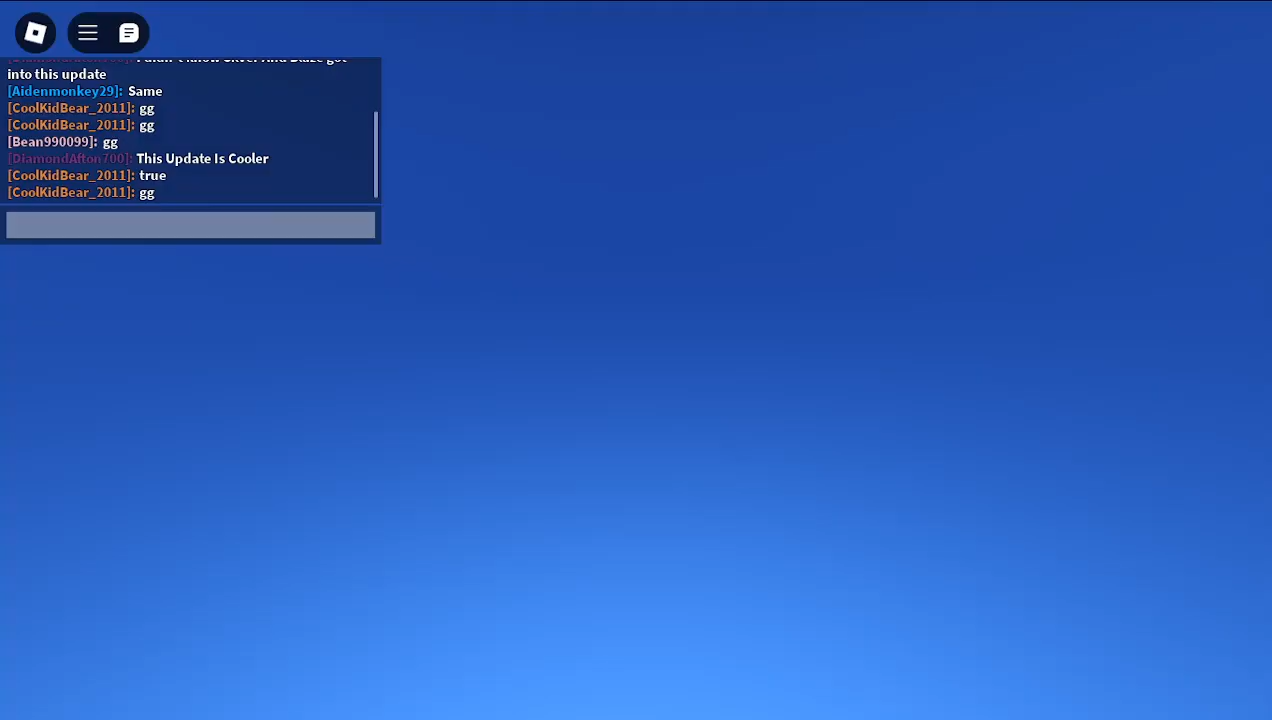 into this update
[Aidenmonkey29]: Same
[CoolKidBear_2011]: gg
[CoolKidBear_2011]: gg
[Bean990099]: gg
[DiamondAfton700]: This Update Is Cooler
[CoolKidBear_2011]: true
[CoolKidBear_2011]: gg